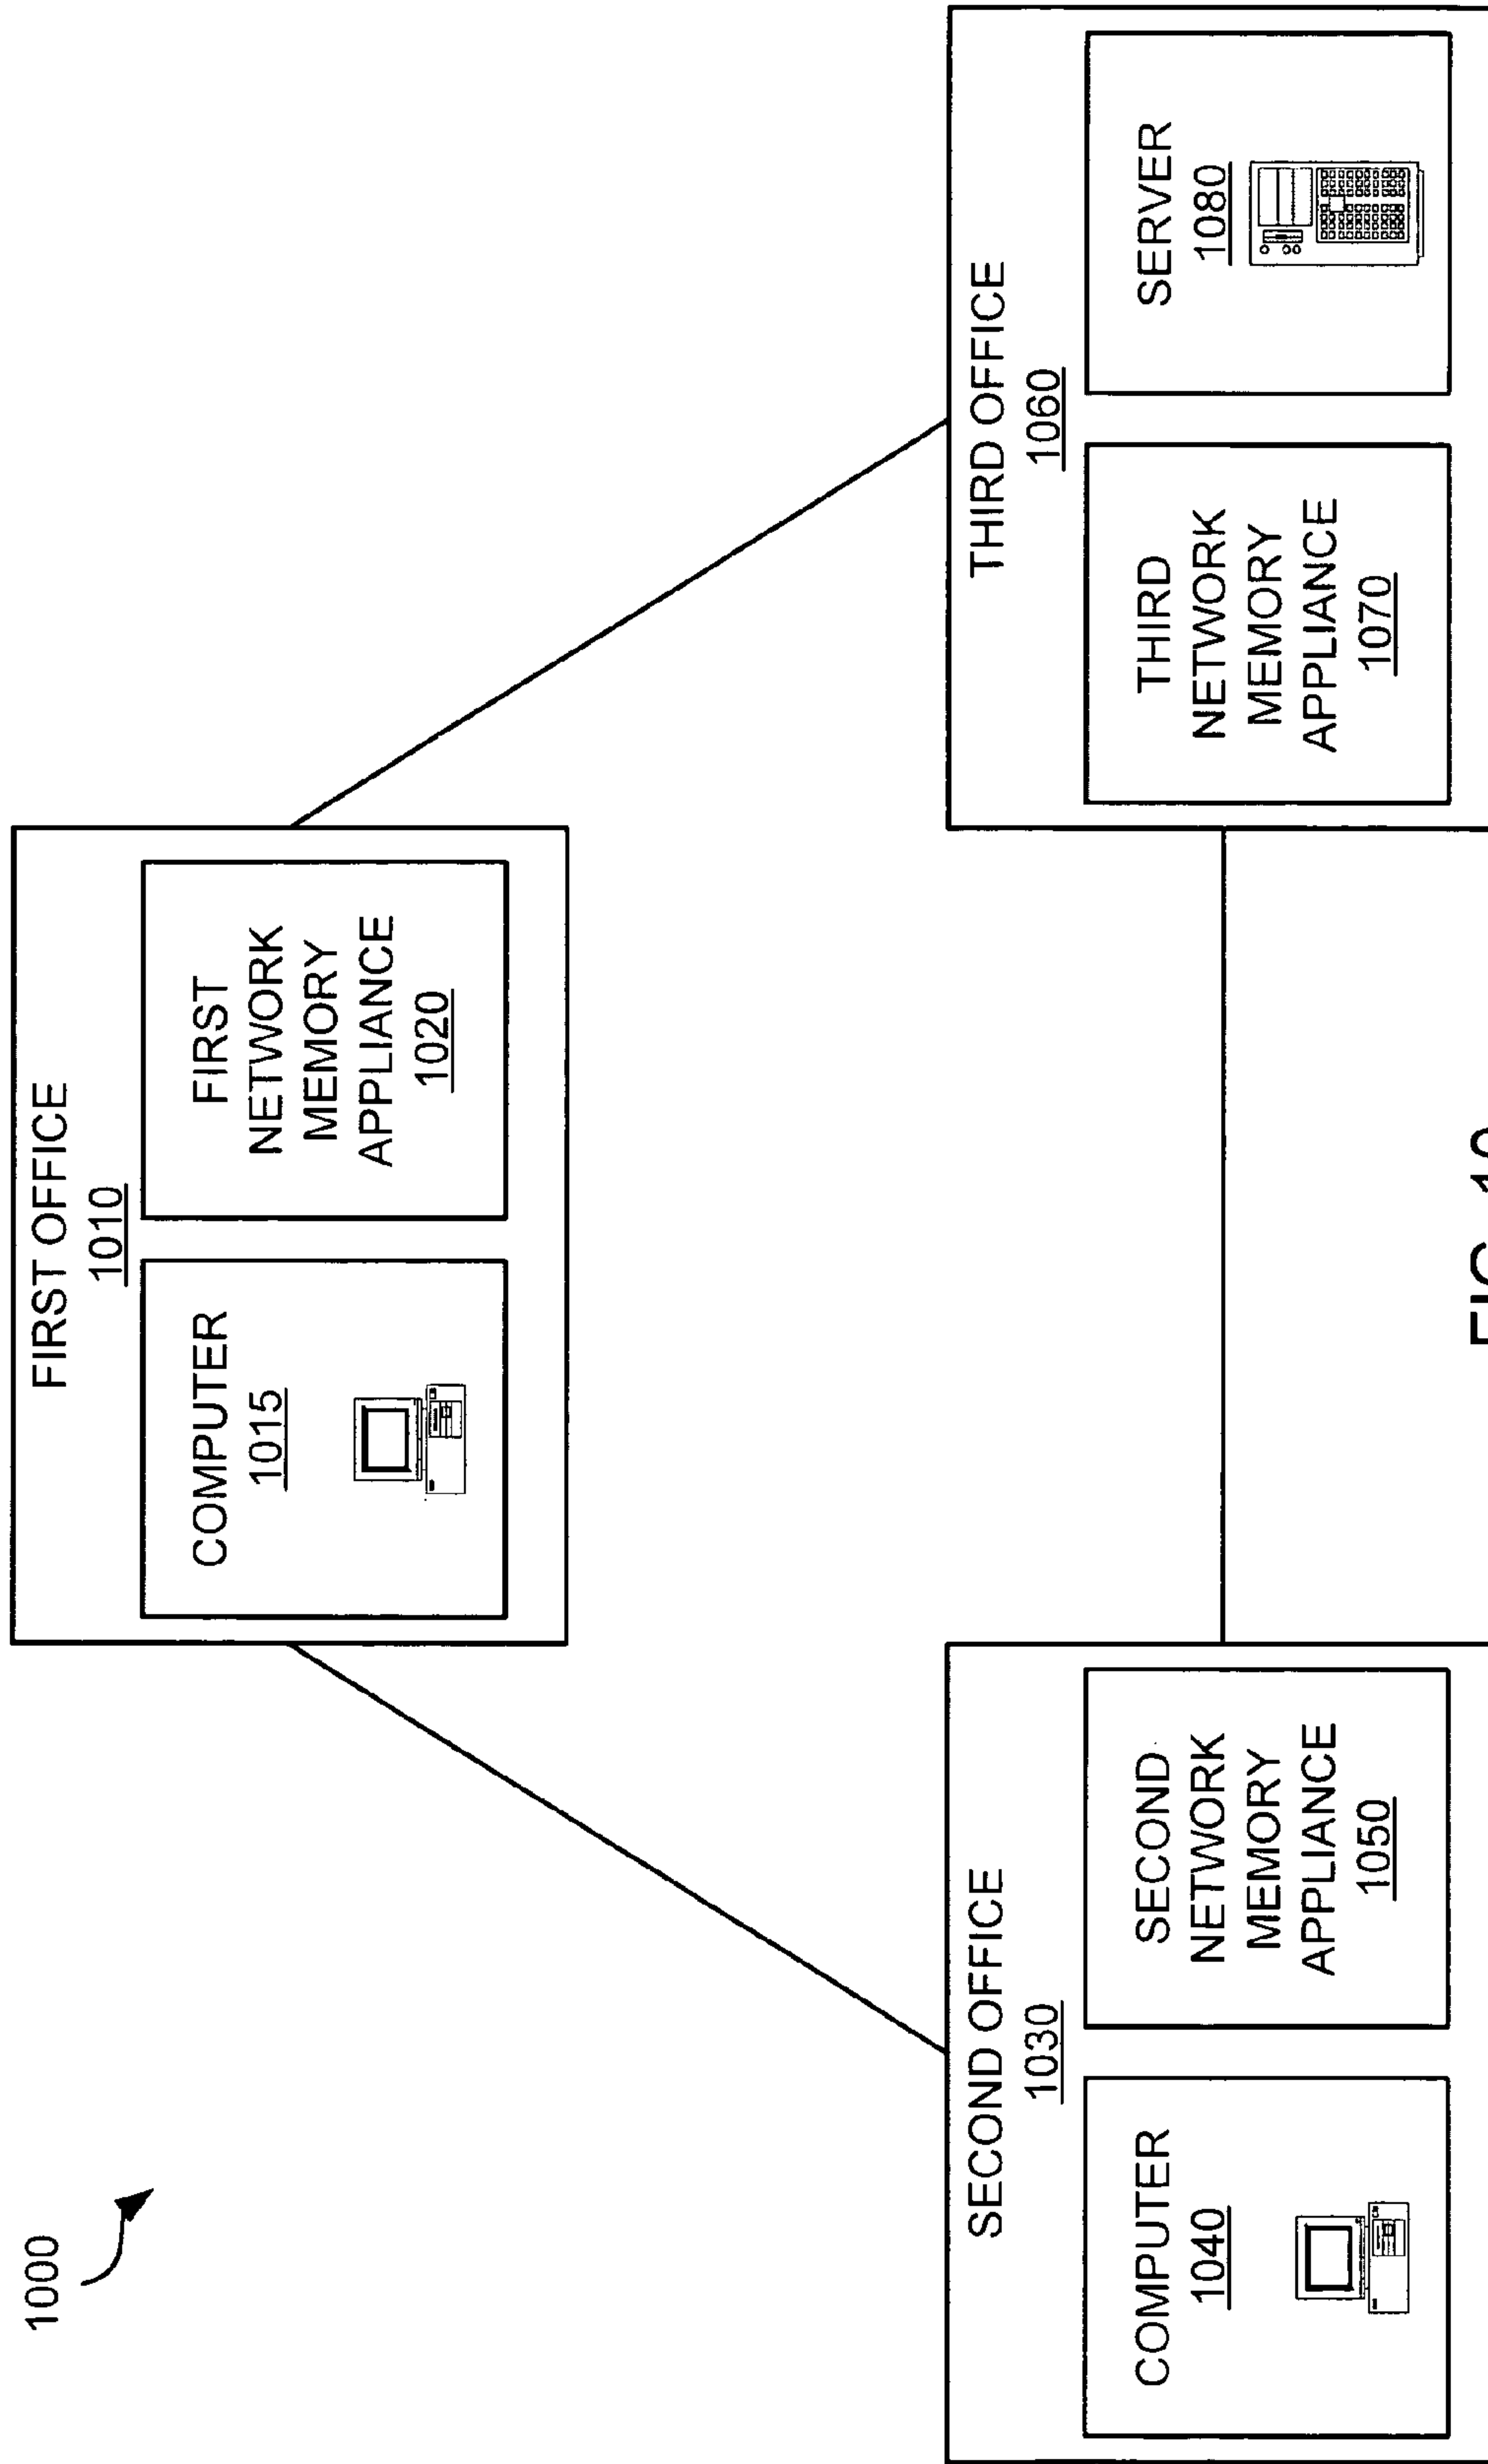 1000
FIRST OFFICE
1010
COMPUTER
1015
FIRST
NETWORK
MEMORY
APPLIANCE
1020
SECOND OFFICE
1030
COMPUTER
1040
SECOND
NETWORK
MEMORY
APPLIANCE
1050
THIRD OFFICE
1060
THIRD
NETWORK
MEMORY
APPLIANCE
1070
SERVER
1080